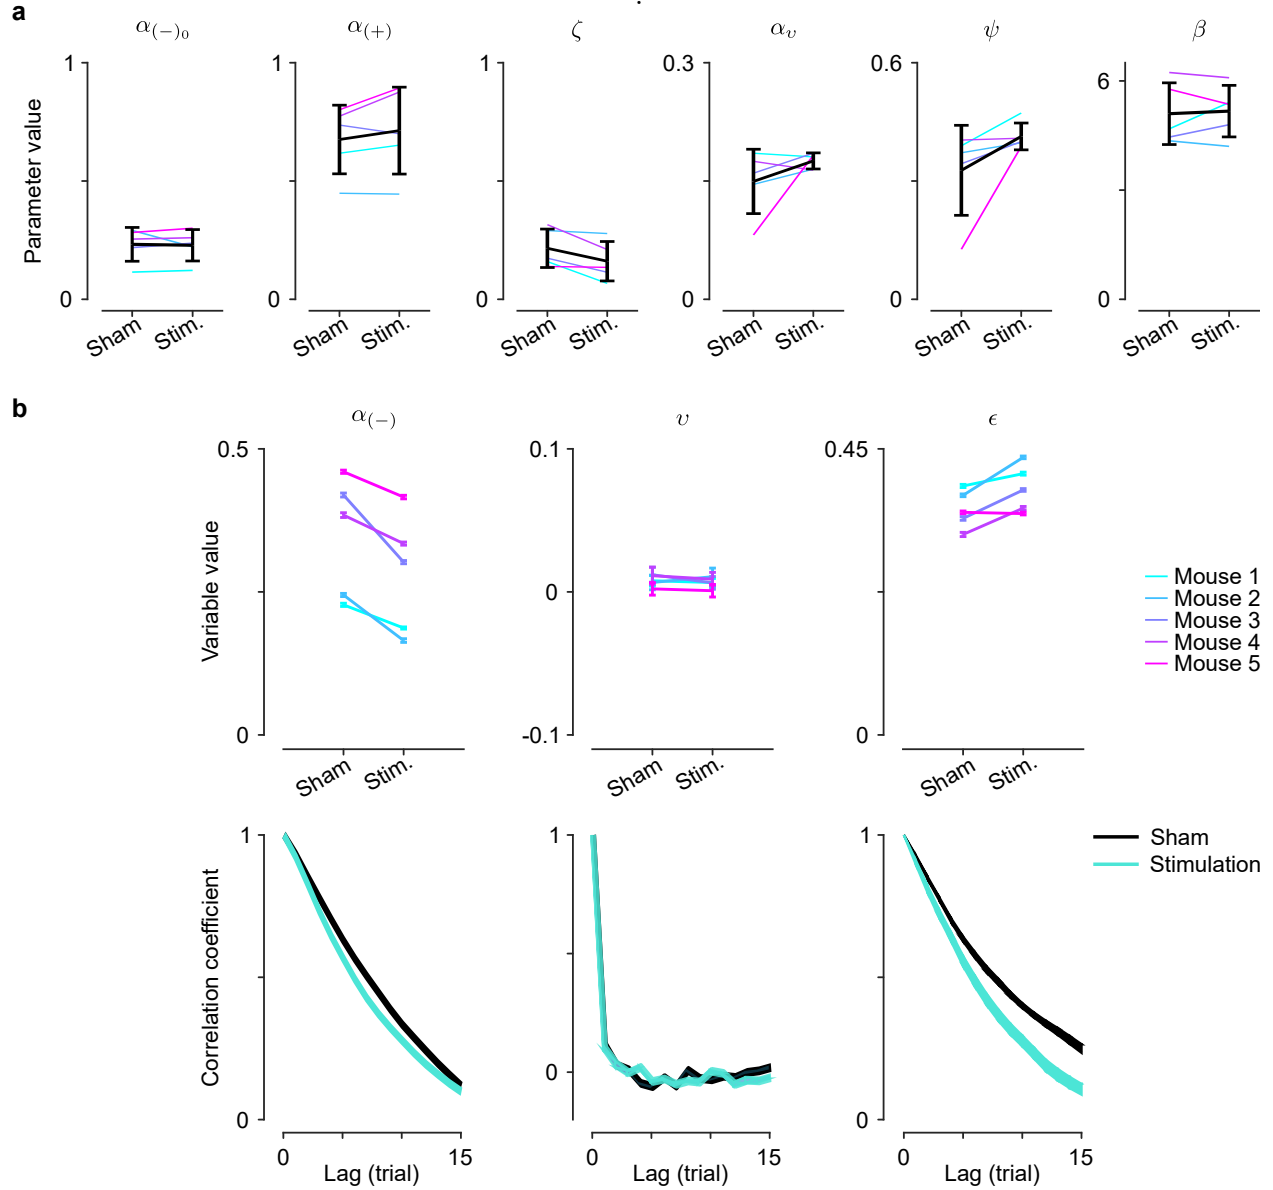 a
α(−)₀ α(+) ζ αυ ψ β
1 1 1 0.3 0.6 6
Parameter value
0 0 0 0 0 0
Sham Stim. Sham Stim. Sham Stim. Sham Stim. Sham Stim. Sham Stim.
b
α(−) υ ϵ
0.5 0.1 0.45
Variable value
0
0 -0.1 0
Sham Stim. Sham Stim. Sham Stim.
Mouse 1
Mouse 2
Mouse 3
Mouse 4
Mouse 5
1 1 1
Sham
Stimulation
Correlation coefficient
0 0 0
0 15 0 15 0 15
Lag (trial) Lag (trial) Lag (trial)